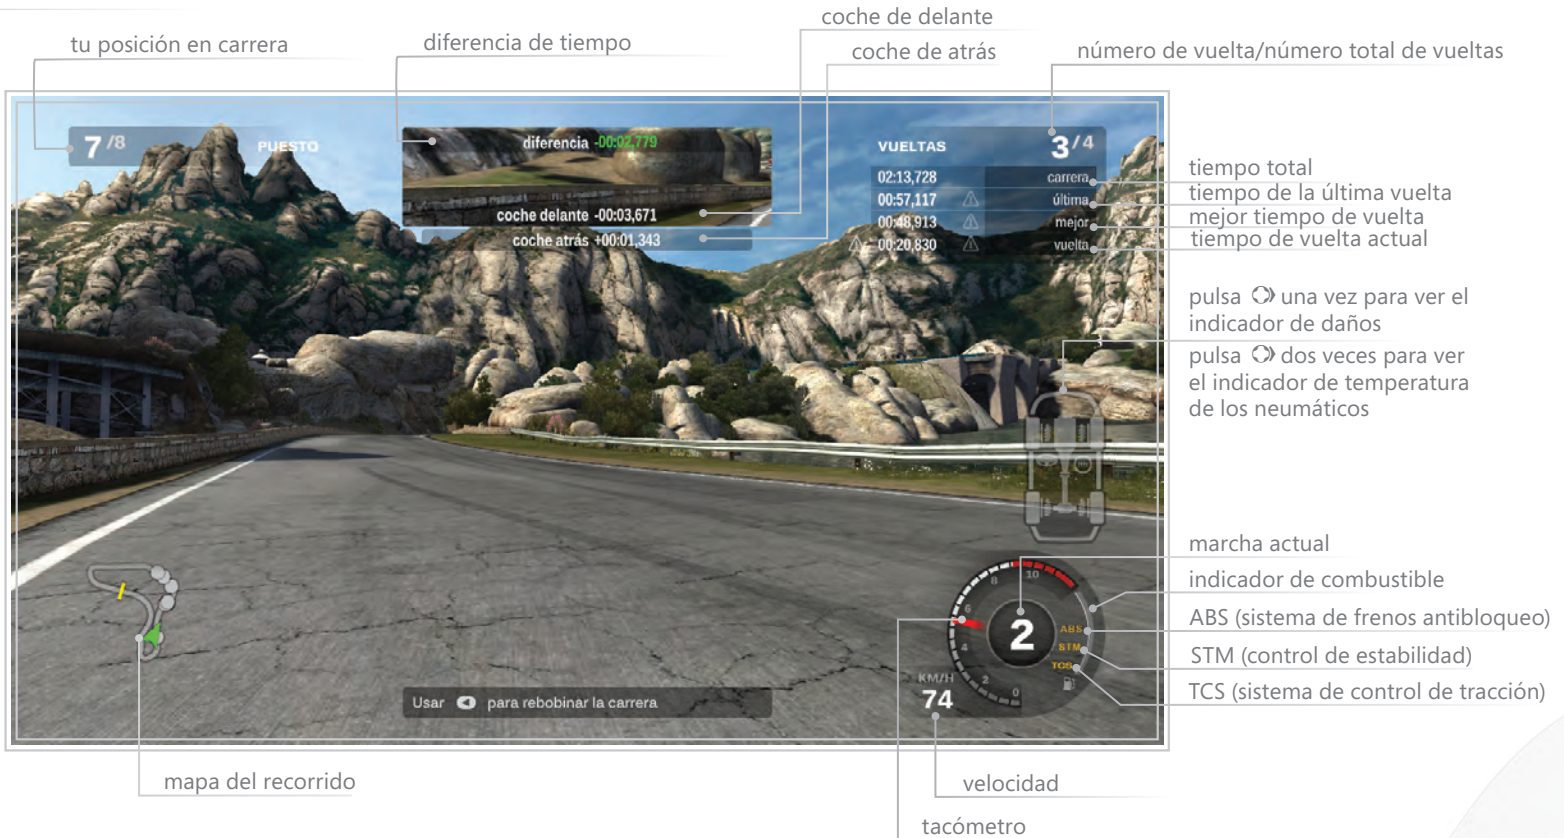 coche de delante
tu posición en carrera
diferencia de tiempo
coche de atrás
número de vuelta/número total de vueltas
7/8 PUESTO
diferencia -00:02,779
coche delante -00:03,671
coche atrás +00:01,343
VUELTAS 3/4
02:13,728 carrera
00:57,117 última
00:48,913 mejor
00:20,830 vuelta
tiempo total
tiempo de la última vuelta
mejor tiempo de vuelta
tiempo de vuelta actual
pulsa una vez para ver el
indicador de daños
pulsa dos veces para ver
el indicador de temperatura
de los neumáticos
marcha actual
indicador de combustible
ABS (sistema de frenos antibloqueo)
STM (control de estabilidad)
TCS (sistema de control de tracción)
10
8
6
4
2
0
2
ABS
STM
TCS
KM/H
74
Usar para rebobinar la carrera
mapa del recorrido
velocidad
tacómetro